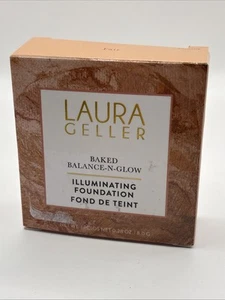 LAURA
GELLER
BAKED
BALANCE-N-GLOW
ILLUMINATING
FOUNDATION
FOND DE TEINT